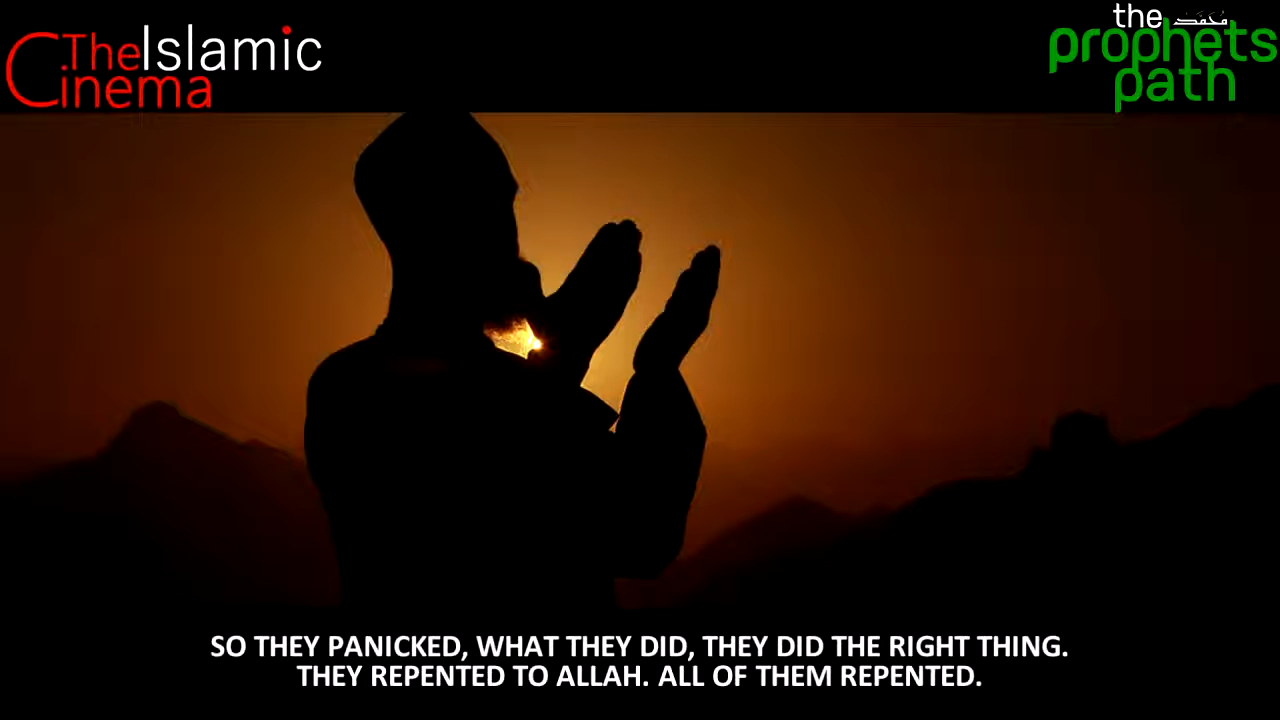 TheIslamic
Cinema
the مُحَمَّد
prophets
path
SO THEY PANICKED, WHAT THEY DID, THEY DID THE RIGHT THING.
THEY REPENTED TO ALLAH. ALL OF THEM REPENTED.